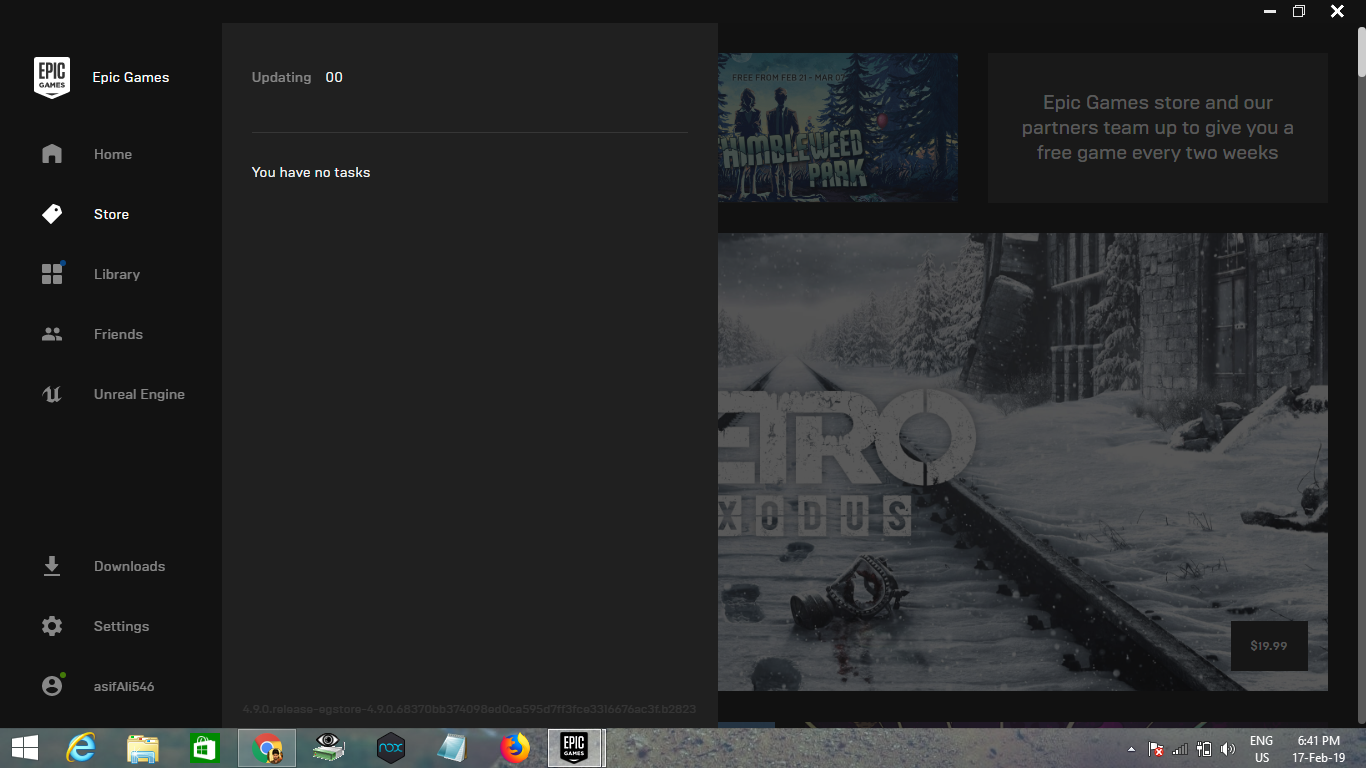 EPIC
GAMES
Epic Games
Home
Store
Library
Friends
Unreal Engine
Downloads
Settings
asifAli546
Updating 00
You have no tasks
4.9.0.release-egstore-4.9.0.68370bb374098ed0ca595d7ff3fce3316676ac3f.b2823
FREE FROM FEB 21 - MAR 07
HIMBLEWEED
PARK
Epic Games store and our
partners team up to give you a
free game every two weeks
ETRO
XODUS
$19.99
nox
EPIC
GAMES
ENG
US
6:41 PM
17-Feb-19